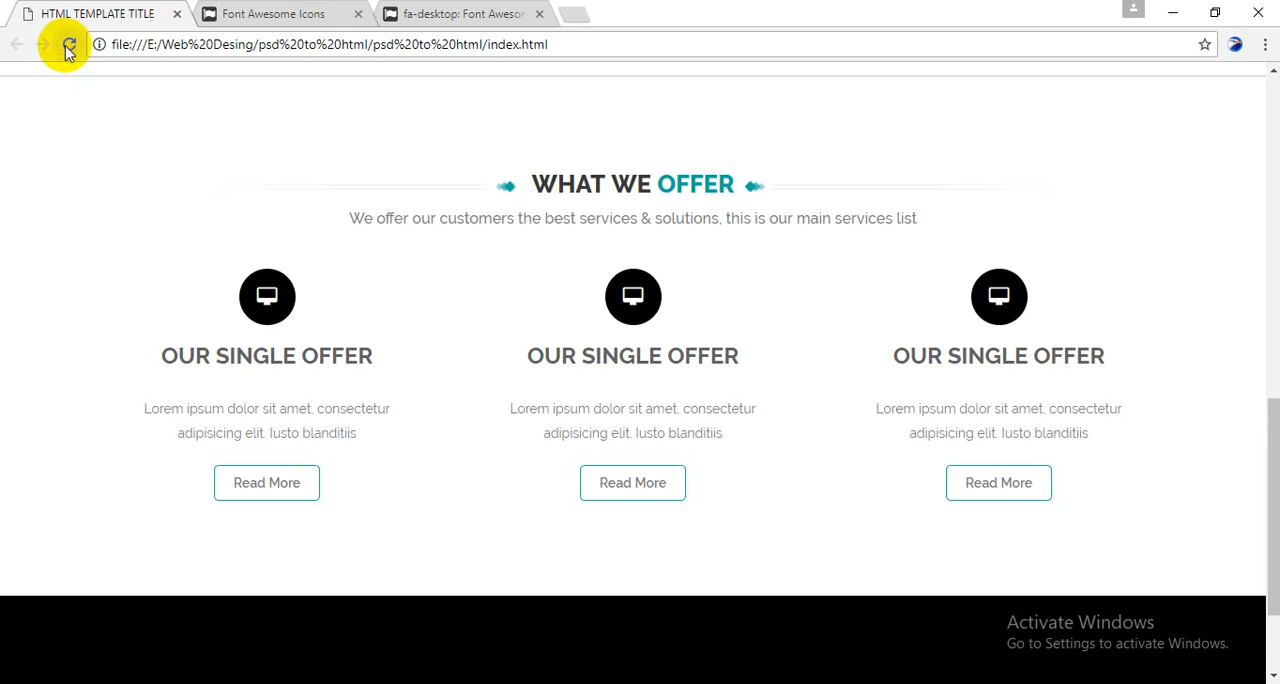 HTML TEMPLATE TITLE
Font Awesome Icons
fa-desktop: Font Aweso
file:///E:/Web%20Desing/psd%20to%20html/psd%20to%20html/index.html
WHAT WE OFFER
We offer our customers the best services & solutions, this is our main services list
OUR SINGLE OFFER
Lorem ipsum dolor sit amet, consectetur
adipisicing elit. Iusto blanditiis
Read More
OUR SINGLE OFFER
Lorem ipsum dolor sit amet, consectetur
adipisicing elit. Iusto blanditiis
Read More
OUR SINGLE OFFER
Lorem ipsum dolor sit amet, consectetur
adipisicing elit. Iusto blanditiis
Read More
Activate Windows
Go to Settings to activate Windows.